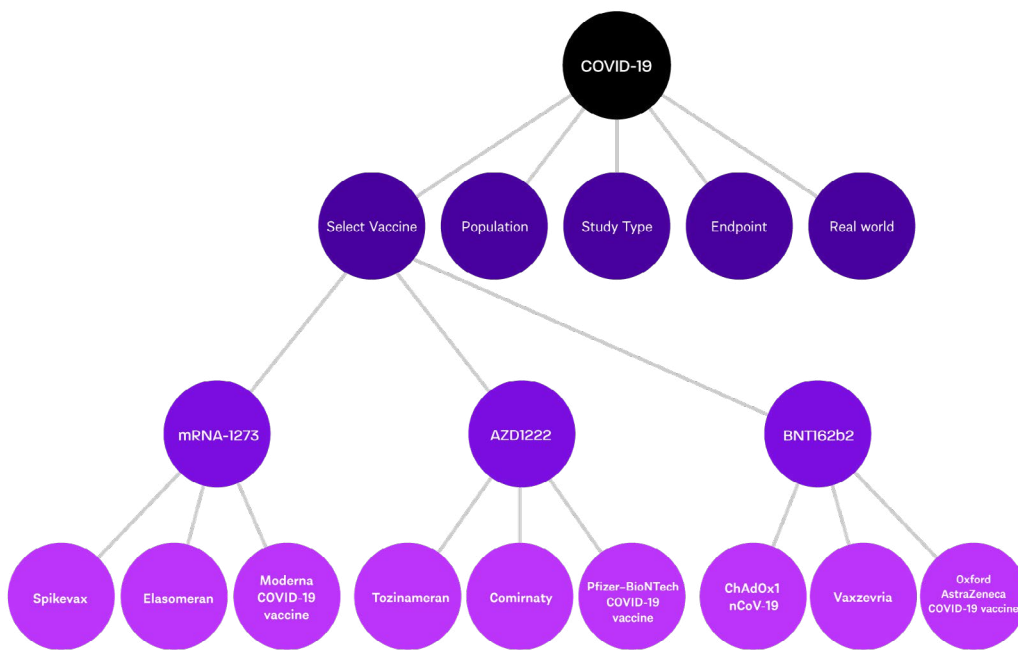 COVID-19
Select Vaccine
Population
Study Type
Endpoint
Real world
mRNA-1273
AZD1222
BNT162b2
Spikevax
Elasomeran
Moderna
COVID-19
vaccine
Tozinameran
Comirnaty
Pfizer-BioNTech
COVID-19
vaccine
ChAdOx1
nCoV-19
Vaxzevria
Oxford
AstraZeneca
COVID-19 vaccine